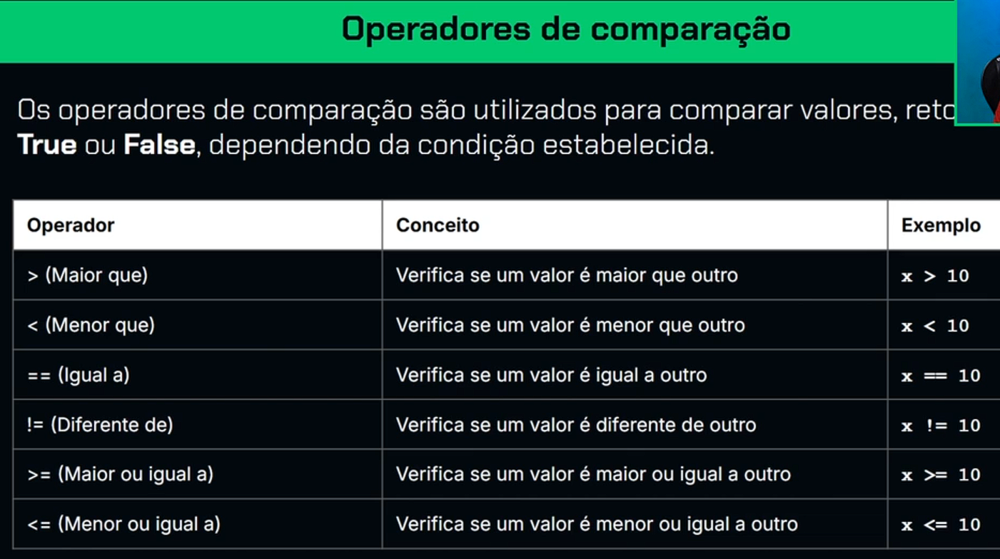 Operadores de comparação
Os operadores de comparação são utilizados para comparar valores,
True ou False, dependendo da condição estabelecida.
Operador Conceito Exemplo
> (Maior que) Verifica se um valor é maior que outro x > 10
< (Menor que) Verifica se um valor é menor que outro x < 10
== (Igual a) Verifica se um valor é igual a outro x == 10
!= (Diferente de) Verifica se um valor é diferente de outro x != 10
>= (Maior ou igual a) Verifica se um valor é maior ou igual a outro x >= 10
<= (Menor ou igual a) Verifica se um valor é menor ou igual a outro x <= 10